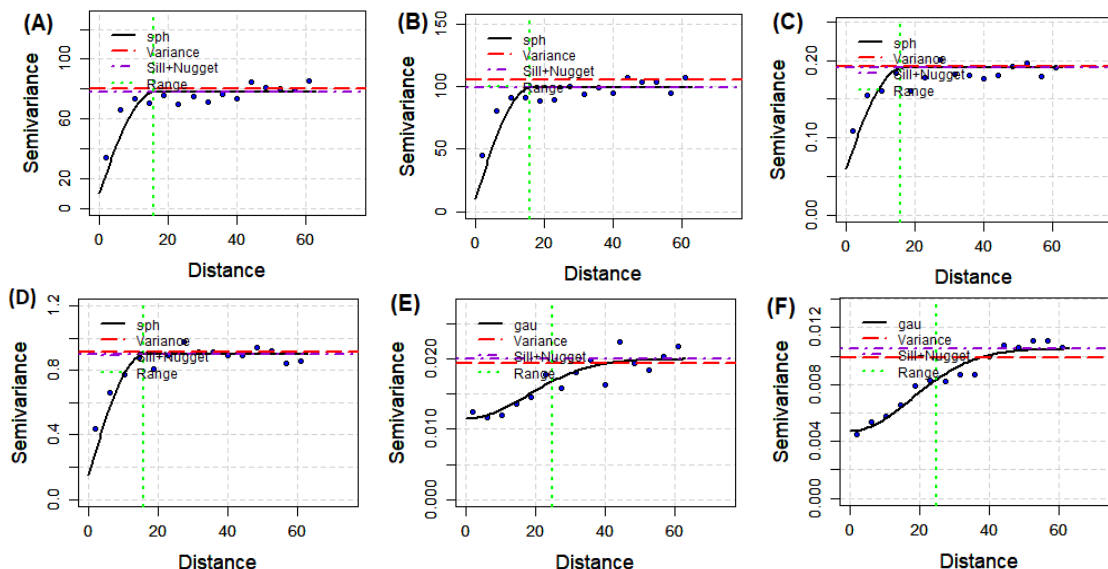 (A)
Semivariance
100
60
20
0
sph
Variance
Sill+Nugget
Range
0 20 40 60
Distance
(B)
Semivariance
150
100
50
0
sph
Variance
Sill+Nugget
Range
0 20 40 60
Distance
(C)
Semivariance
0.20
0.10
0.00
sph
Variance
Sill+Nugget
Range
0 20 40 60
Distance
(D)
Semivariance
1.2
0.8
0.4
0.0
sph
Variance
Sill+Nugget
Range
0 20 40 60
Distance
(E)
Semivariance
0.020
0.010
0.000
gau
Variance
Sill+Nugget
Range
0 20 40 60
Distance
(F)
Semivariance
0.012
0.008
0.004
0.000
gau
Variance
Sill+Nugget
Range
0 20 40 60
Distance